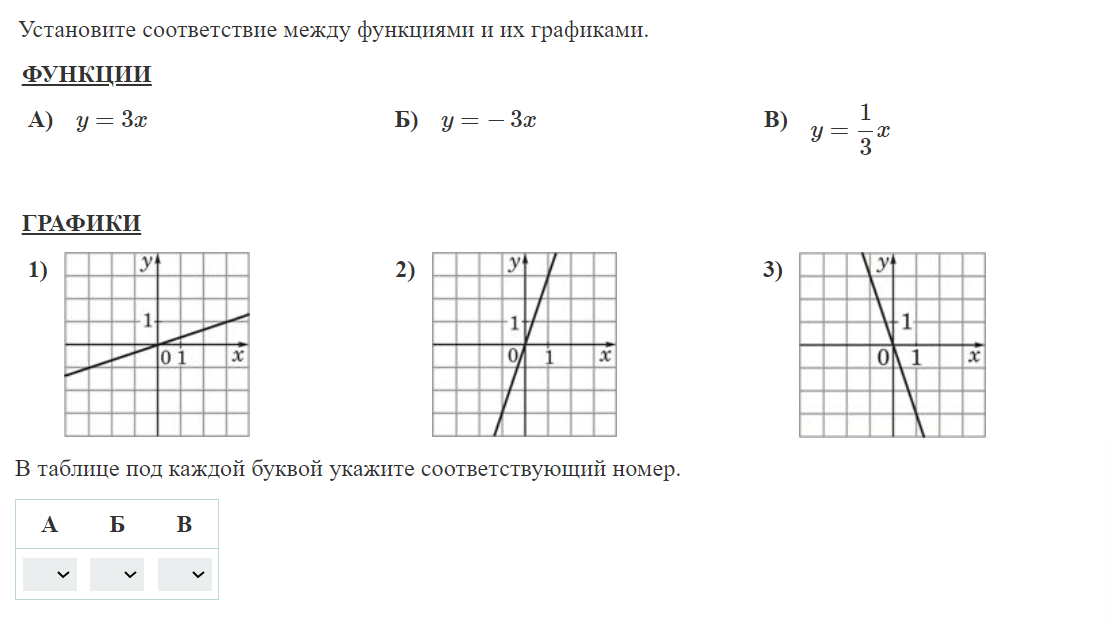 Установите соответствие между функциями и их графиками.
ФУНКЦИИ
А) y = 3x Б) y = − 3x В) y = 1/3 x
ГРАФИКИ
1) 2) 3)
y y y
1 1 1
0 1 x 0 1 x 0 1 x
В таблице под каждой буквой укажите соответствующий номер.
А Б В